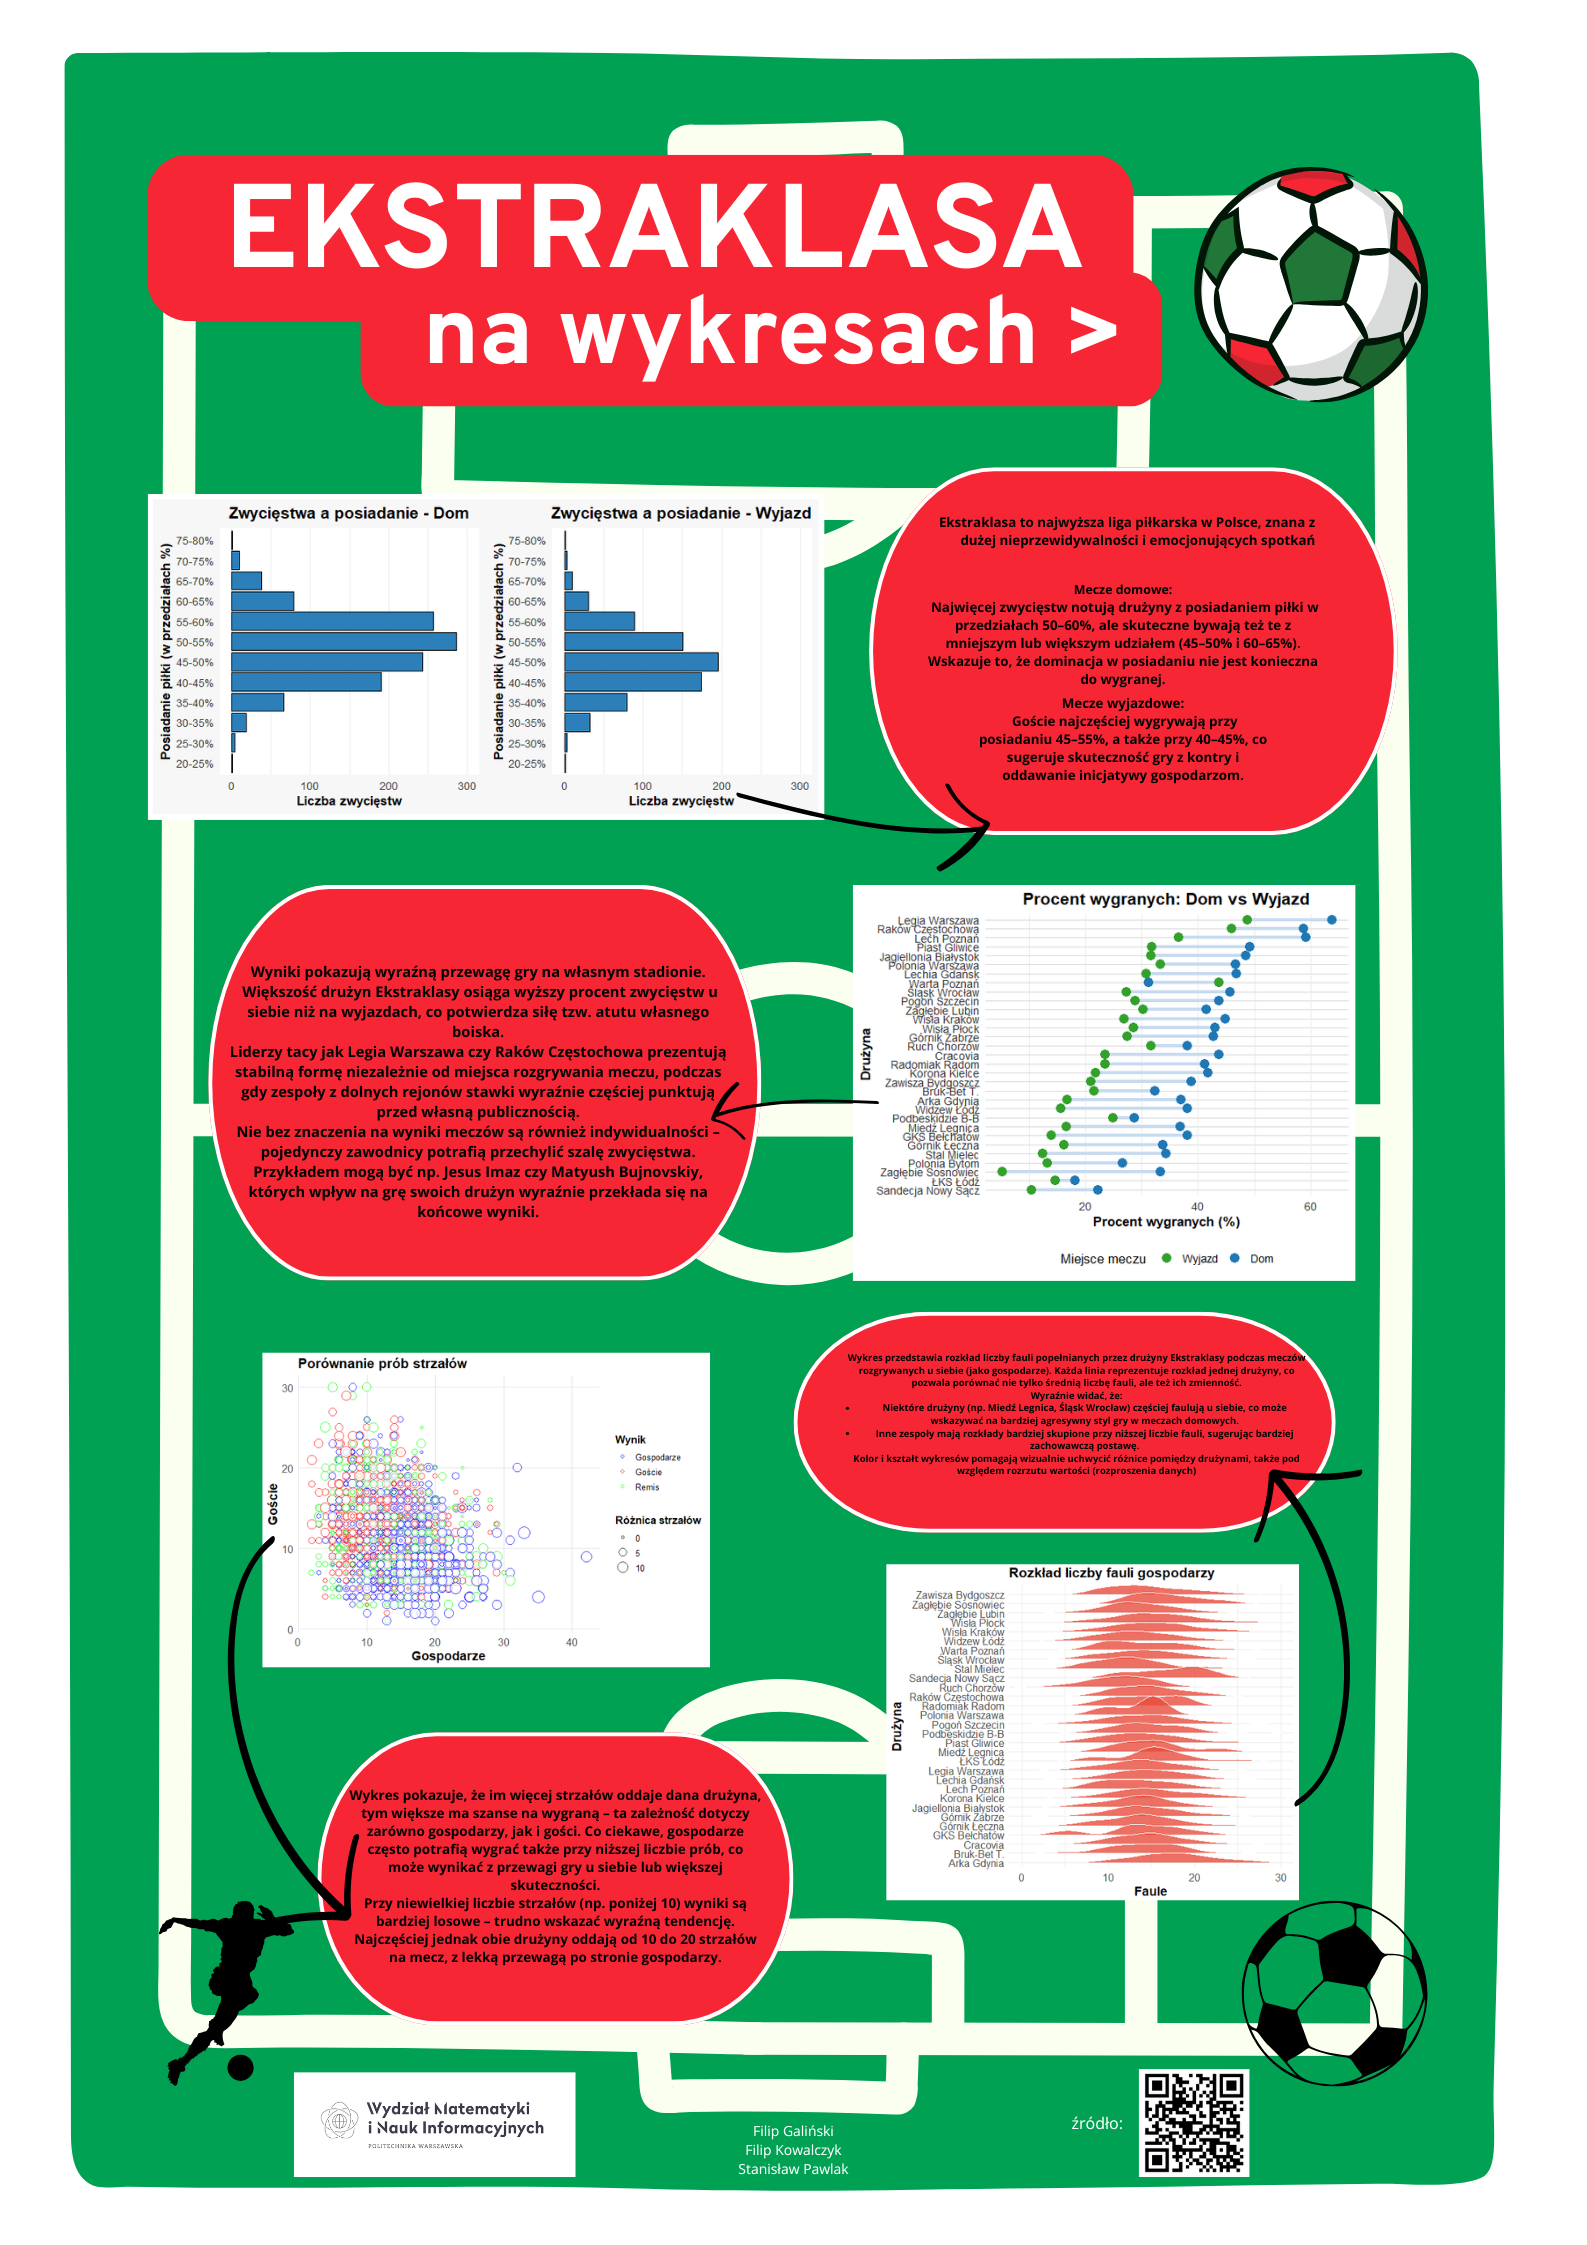 EKSTRAKLASA
na wykresach >
Zwycięstwa a posiadanie - Dom
Posiadanie piłki (w przedziałach %)
75-80%
70-75%
65-70%
60-65%
55-60%
50-55%
45-50%
40-45%
35-40%
30-35%
25-30%
20-25%
0 100 200 300
Liczba zwycięstw
Zwycięstwa a posiadanie - Wyjazd
Posiadanie piłki (w przedziałach %)
75-80%
70-75%
65-70%
60-65%
55-60%
50-55%
45-50%
40-45%
35-40%
30-35%
25-30%
20-25%
0 100 200 300
Liczba zwycięstw
Ekstraklasa to najwyższa liga piłkarska w Polsce, znana z
dużej nieprzewidywalności i emocjonujących spotkań
Mecze domowe:
Najwięcej zwycięstw notują drużyny z posiadaniem piłki w
przedziałach 50–60%, ale skuteczne bywają też te z
mniejszym lub większym udziałem (45–50% i 60–65%).
Wskazuje to, że dominacja w posiadaniu nie jest konieczna
do wygranej.
Mecze wyjazdowe:
Goście najczęściej wygrywają przy
posiadaniu 45–55%, a także przy 40–45%, co
sugeruje skuteczność gry z kontry i
oddawanie inicjatywy gospodarzom.
Wyniki pokazują wyraźną przewagę gry na własnym stadionie.
Większość drużyn Ekstraklasy osiąga wyższy procent zwycięstw u
siebie niż na wyjazdach, co potwierdza siłę tzw. atutu własnego
boiska.
Liderzy tacy jak Legia Warszawa czy Raków Częstochowa prezentują
stabilną formę niezależnie od miejsca rozgrywania meczu, podczas
gdy zespoły z dolnych rejonów stawki wyraźnie częściej punktują
przed własną publicznością.
Nie bez znaczenia na wyniki meczów są również indywidualności –
pojedynczy zawodnicy potrafią przechylić szalę zwycięstwa.
Przykładem mogą być np. Jesus Imaz czy Matyush Bujnovskiy,
których wpływ na grę swoich drużyn wyraźnie przekłada się na
końcowe wyniki.
Procent wygranych: Dom vs Wyjazd
Drużyna
Legia Warszawa
Raków Częstochowa
Lech Poznań
Piast Gliwice
Jagiellonia Białystok
Polonia Warszawa
Lechia Gdańsk
Warta Poznań
Śląsk Wrocław
Pogoń Szczecin
Zagłębie Lubin
Wisła Kraków
Wisła Płock
Górnik Zabrze
Ruch Chorzów
Cracovia
Radomiak Radom
Korona Kielce
Zawisza Bydgoszcz
Bruk-Bet T.
Arka Gdynia
Widzew Łódź
Podbeskidzie B-B
Miedź Legnica
GKS Bełchatów
Górnik Łęczna
Stal Mielec
Polonia Bytom
Zagłębie Sosnowiec
ŁKS Łódź
Sandecja Nowy Sącz
20 40 60
Procent wygranych (%)
Miejsce meczu Wyjazd Dom
Porównanie prób strzałów
Goście
30
20
10
0
0 10 20 30 40
Gospodarze
Wynik
Gospodarze
Goście
Remis
Różnica strzałów
0
5
10
Wykres przedstawia rozkład liczby fauli popełnianych przez drużyny Ekstraklasy podczas meczów
rozgrywanych u siebie (jako gospodarze). Każda linia reprezentuje rozkład jednej drużyny, co
pozwala porównać nie tylko średnią liczbę fauli, ale też ich zmienność.
Wyraźnie widać, że:
• Niektóre drużyny (np. Miedź Legnica, Śląsk Wrocław) częściej faulują u siebie, co może
wskazywać na bardziej agresywny styl gry w meczach domowych.
• Inne zespoły mają rozkłady bardziej skupione przy niższej liczbie fauli, sugerując bardziej
zachowawczą postawę.
Kolor i kształt wykresów pomagają wizualnie uchwycić różnice pomiędzy drużynami, także pod
względem rozrzutu wartości (rozproszenia danych)
Rozkład liczby fauli gospodarzy
Drużyna
Zawisza Bydgoszcz
Zagłębie Sosnowiec
Zagłębie Lubin
Wisła Płock
Wisła Kraków
Widzew Łódź
Warta Poznań
Śląsk Wrocław
Stal Mielec
Sandecja Nowy Sącz
Ruch Chorzów
Raków Częstochowa
Radomiak Radom
Polonia Warszawa
Pogoń Szczecin
Podbeskidzie B-B
Piast Gliwice
Miedź Legnica
ŁKS Łódź
Legia Warszawa
Lechia Gdańsk
Lech Poznań
Korona Kielce
Jagiellonia Białystok
Górnik Zabrze
Górnik Łęczna
GKS Bełchatów
Cracovia
Bruk-Bet T.
Arka Gdynia
0 10 20 30
Faule
Wykres pokazuje, że im więcej strzałów oddaje dana drużyna,
tym większe ma szanse na wygraną – ta zależność dotyczy
zarówno gospodarzy, jak i gości. Co ciekawe, gospodarze
często potrafią wygrać także przy niższej liczbie prób, co
może wynikać z przewagi gry u siebie lub większej
skuteczności.
Przy niewielkiej liczbie strzałów (np. poniżej 10) wyniki są
bardziej losowe – trudno wskazać wyraźną tendencję.
Najczęściej jednak obie drużyny oddają od 10 do 20 strzałów
na mecz, z lekką przewagą po stronie gospodarzy.
Wydział Matematyki
i Nauk Informacyjnych
POLITECHNIKA WARSZAWSKA
Filip Galiński
Filip Kowalczyk
Stanisław Pawlak
źródło: